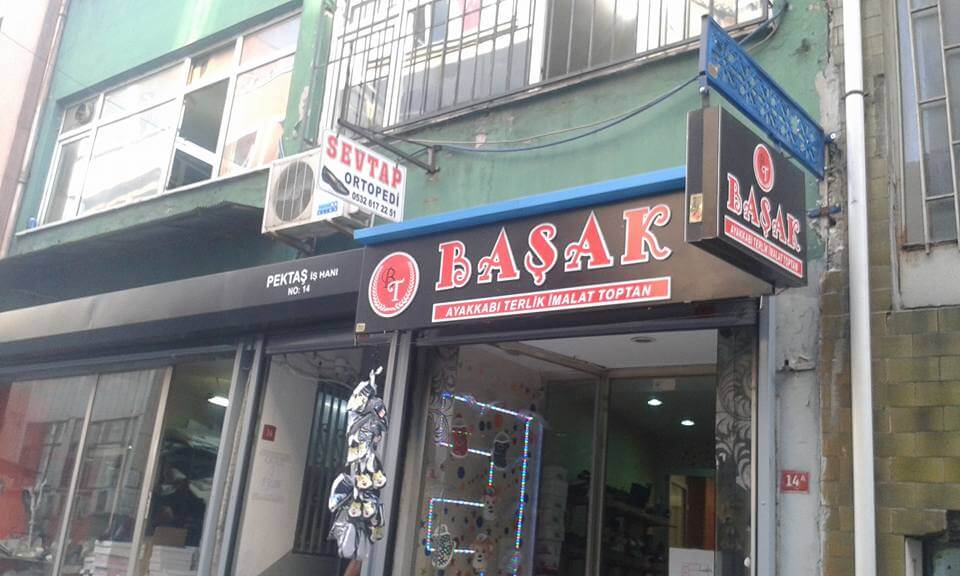 SEVTAP
ORTOPEDİ
0532 617 22 51
PEKTAŞ İŞ HANI
NO: 14
BT
BAŞAK
AYAKKABI TERLİK İMALAT TOPTAN
BT
BAŞAK
AYAKKABI TERLİK İMALAT TOPTAN
14
14A